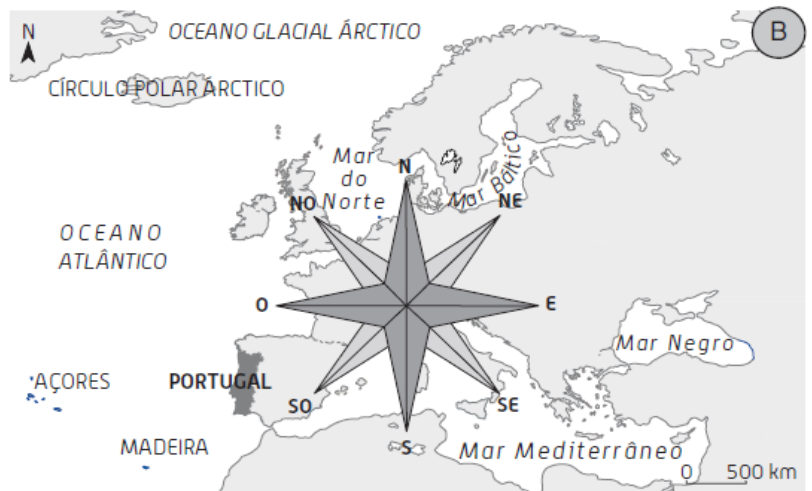 N
OCEANO GLACIAL ÁRCTICO
B
CÍRCULO POLAR ARCTICO
Mar
do
Norte
Mar Báltico
N
NO
NE
OCEANO
ATLÂNTICO
O
E
Mar Negro
AÇORES
PORTUGAL
SO
SE
MADEIRA
S
Mar Mediterrâneo
0 500 km